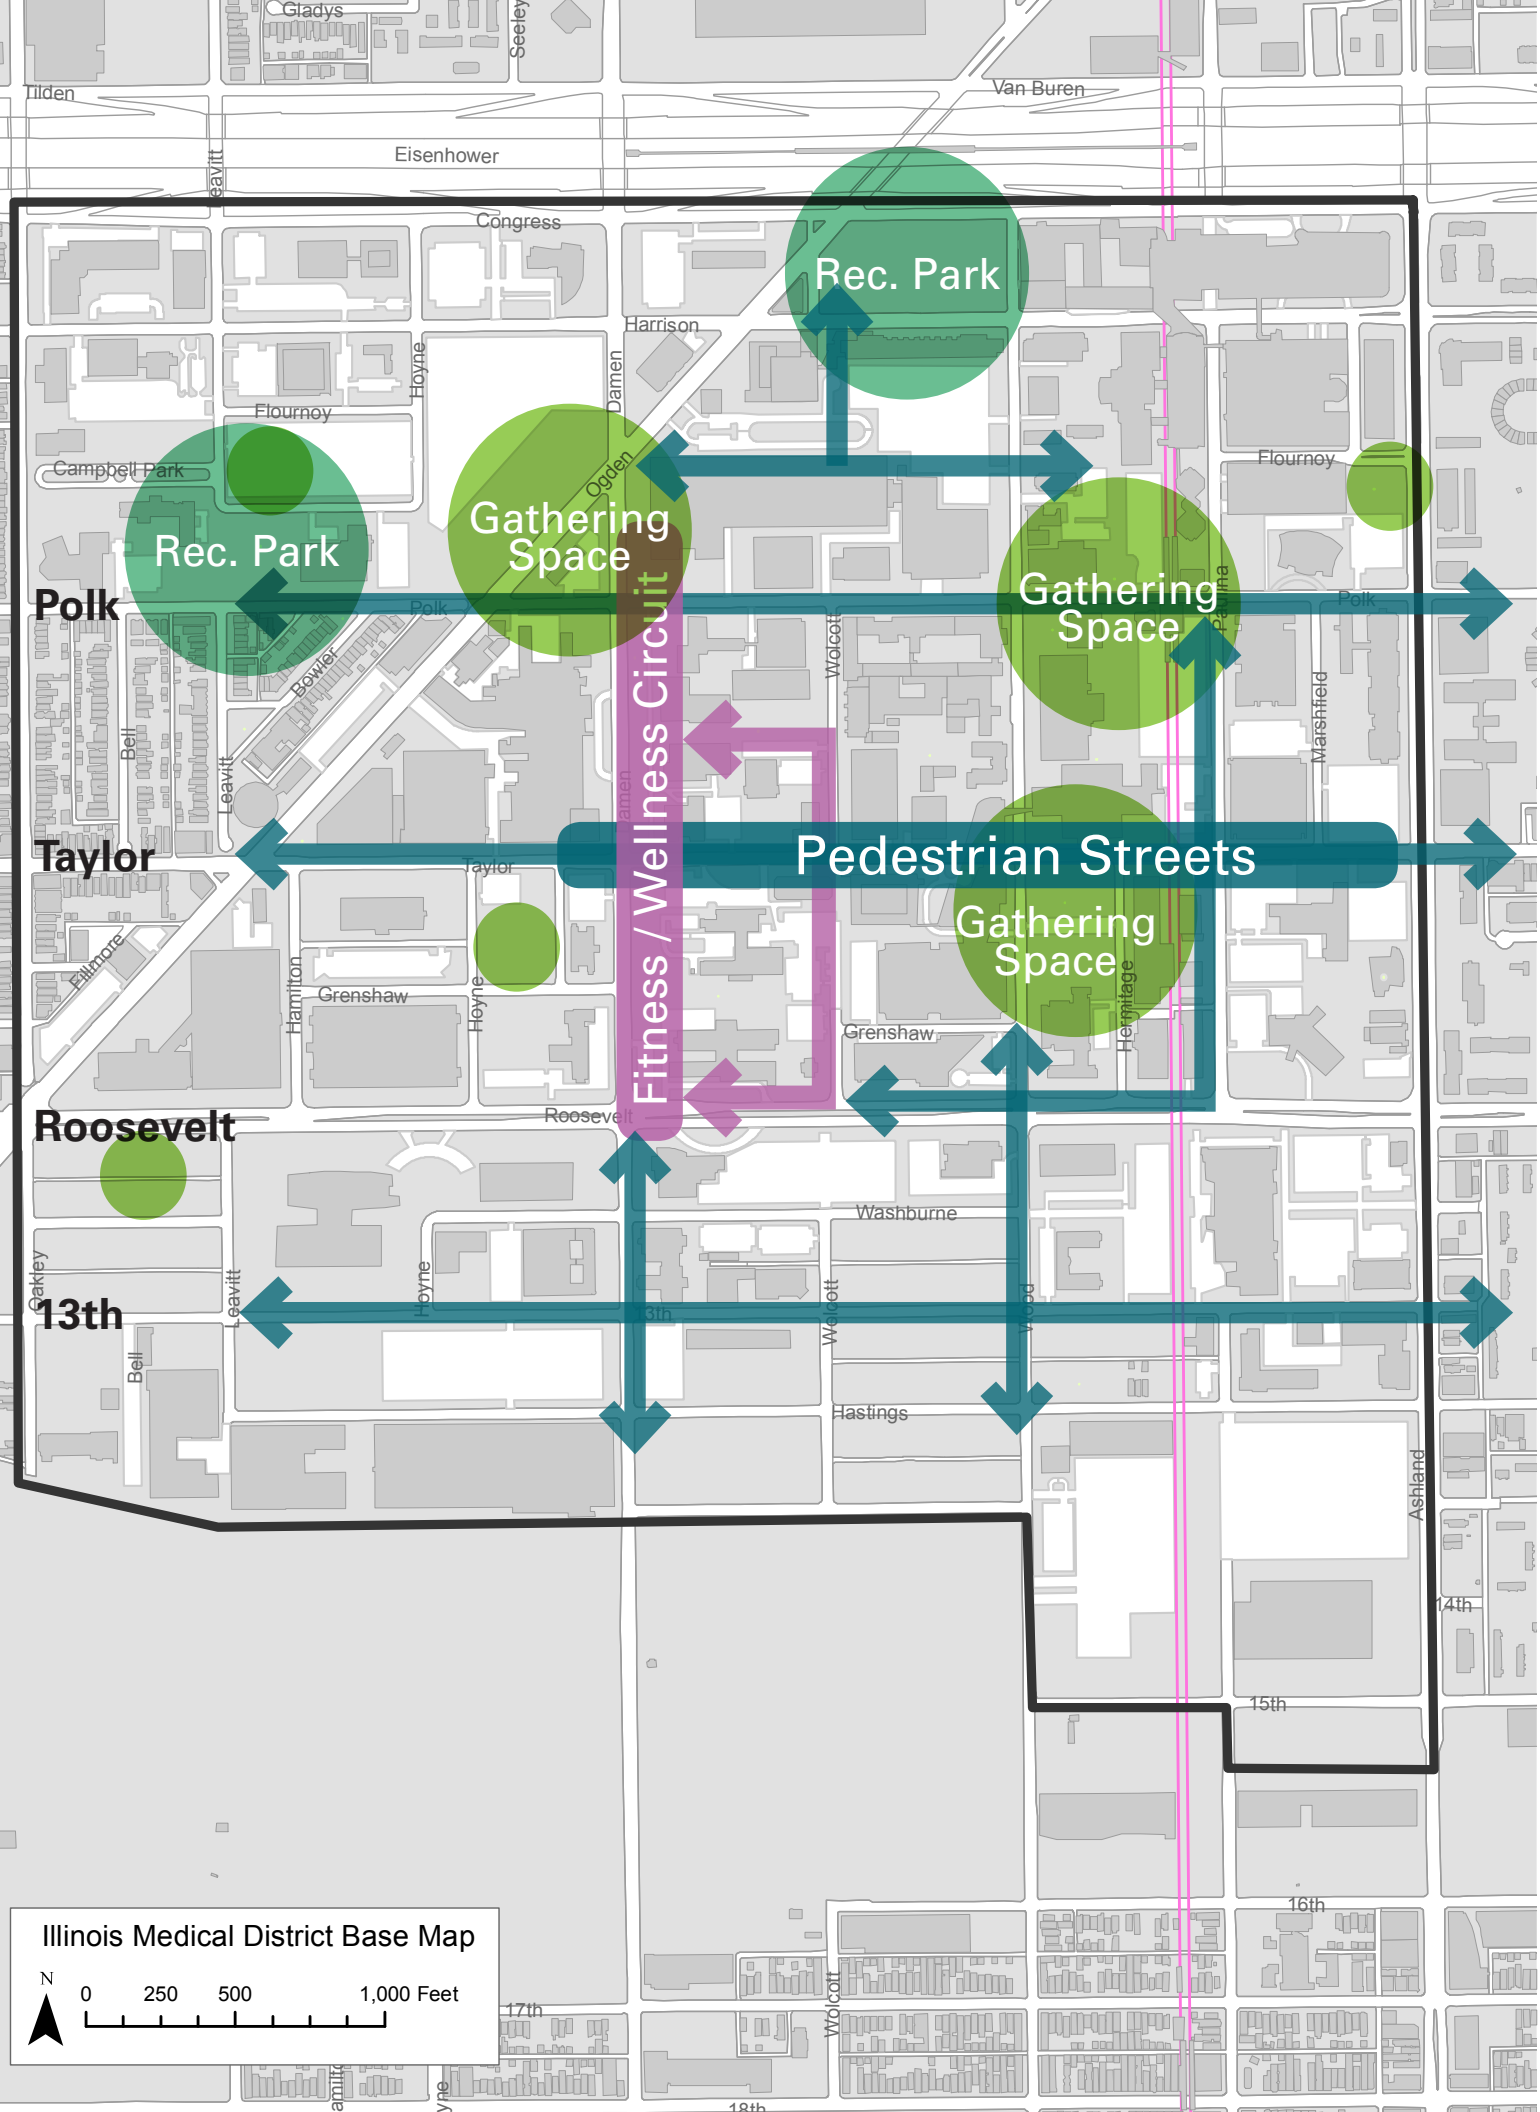 Gladys
Seeley
Tilden
Van Buren
Eisenhower
Leavitt
Congress
Rec. Park
Harrison
Hoyne
Damen
Flournoy
Campbell Park
Ogden
Flournoy
Gathering
Space
Rec. Park
Gathering
Space
Paulina
Polk
Polk
Polk
Wolcott
Bowler
Bell
Leavitt
Marshfield
Damen
Fitness / Wellness Circuit
Taylor
Pedestrian Streets
Taylor
Gathering
Space
Fillmore
Hamilton
Grenshaw
Hoyne
Hermitage
Grenshaw
Roosevelt
Roosevelt
Washburne
Oakley
Leavitt
Hoyne
13th
13th
Wolcott
Wood
Bell
Hastings
Ashland
14th
15th
16th
Illinois Medical District Base Map
N
0 250 500 1,000 Feet
17th
Wolcott
amilto
yne
18th